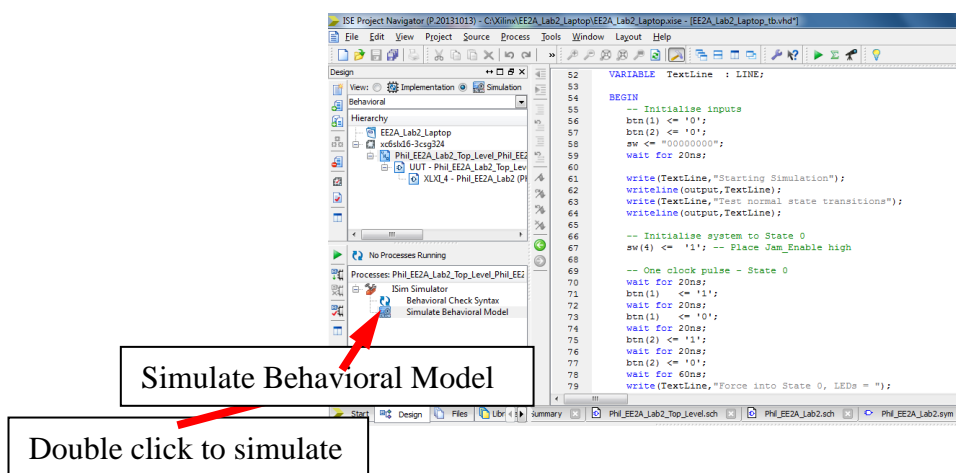 ISE Project Navigator (P.20131013) - C:\Xilinx\EE2A_Lab2_Laptop\EE2A_Lab2_Laptop.xise - [EE2A_Lab2_Laptop_tb.vhd*]
File Edit View Project Source Process Tools Window Layout Help
Design
View: Implementation Simulation
Behavioral
Hierarchy
EE2A_Lab2_Laptop
xc6slx16-3csg324
Phil_EE2A_Lab2_Top_Level_Phil_EE2
UUT - Phil_EE2A_Lab2_Top_Lev
XLXI_4 - Phil_EE2A_Lab2 (Ph
No Processes Running
Processes: Phil_EE2A_Lab2_Top_Level_Phil_EE2
ISim Simulator
Behavioral Check Syntax
Simulate Behavioral Model
52 VARIABLE TextLine : LINE;
53
54 BEGIN
55 -- Initialise inputs
56 btn(1) <= '0';
57 btn(2) <= '0';
58 sw <= "00000000";
59 wait for 20ns;
60
61 write(TextLine,"Starting Simulation");
62 writeline(output,TextLine);
63 write(TextLine,"Test normal state transitions");
64 writeline(output,TextLine);
65
66 -- Initialise system to State 0
67 sw(4) <= '1'; -- Place Jam_Enable high
68
69 -- One clock pulse - State 0
70 wait for 20ns;
71 btn(1) <= '1';
72 wait for 20ns;
73 btn(1) <= '0';
74 wait for 20ns;
75 btn(2) <= '1';
76 wait for 20ns;
77 btn(2) <= '0';
78 wait for 60ns;
79 write(TextLine,"Force into State 0, LEDs = ");
Start Design Files Libr
summary Phil_EE2A_Lab2_Top_Level.sch Phil_EE2A_Lab2.sch Phil_EE2A_Lab2.sym
Simulate Behavioral Model
Double click to simulate